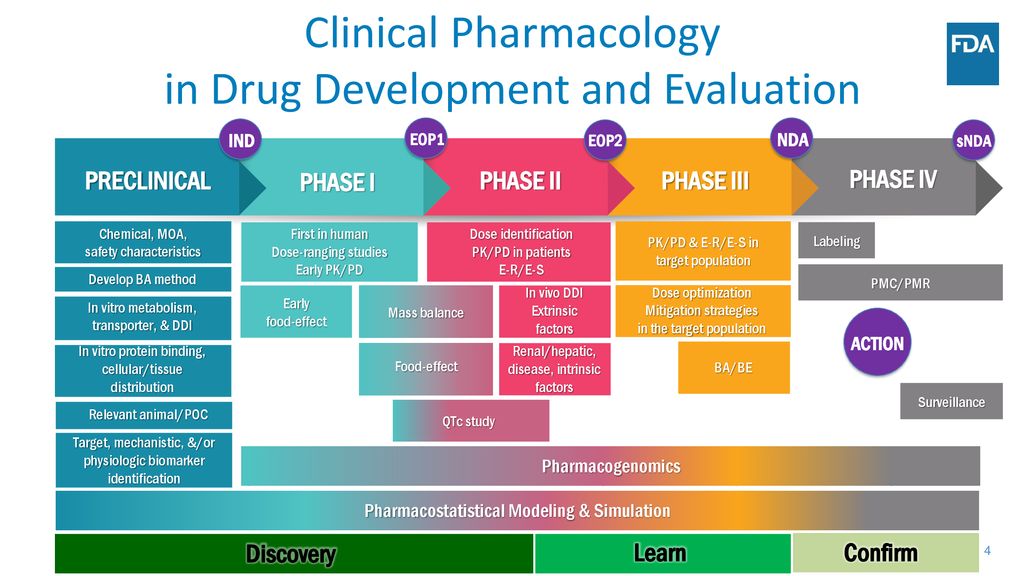 Clinical Pharmacology
in Drug Development and Evaluation
FDA
IND
EOP1
EOP2
NDA
sNDA
PRECLINICAL
PHASE I
PHASE II
PHASE III
PHASE IV
Chemical, MOA,
safety characteristics
Develop BA method
In vitro metabolism,
transporter, & DDI
In vitro protein binding,
cellular/tissue
distribution
Relevant animal/POC
Target, mechanistic, &/or
physiologic biomarker
identification
First in human
Dose-ranging studies
Early PK/PD
Early
food-effect
Mass balance
Food-effect
QTc study
Dose identification
PK/PD in patients
E-R/E-S
In vivo DDI
Extrinsic
factors
Renal/hepatic,
disease, intrinsic
factors
PK/PD & E-R/E-S in
target population
Dose optimization
Mitigation strategies
in the target population
BA/BE
Labeling
PMC/PMR
ACTION
Surveillance
Pharmacogenomics
Pharmacostatistical Modeling & Simulation
Discovery
Learn
Confirm
4